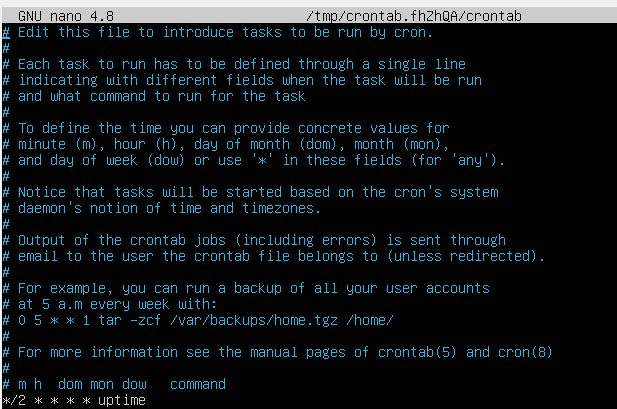 GNU nano 4.8 /tmp/crontab.fhZhQA/crontab
# Edit this file to introduce tasks to be run by cron.
#
# Each task to run has to be defined through a single line
# indicating with different fields when the task will be run
# and what command to run for the task
#
# To define the time you can provide concrete values for
# minute (m), hour (h), day of month (dom), month (mon),
# and day of week (dow) or use '*' in these fields (for 'any').
#
# Notice that tasks will be started based on the cron's system
# daemon's notion of time and timezones.
#
# Output of the crontab jobs (including errors) is sent through
# email to the user the crontab file belongs to (unless redirected).
#
# For example, you can run a backup of all your user accounts
# at 5 a.m every week with:
# 0 5 * * 1 tar -zcf /var/backups/home.tgz /home/
#
# For more information see the manual pages of crontab(5) and cron(8)
#
# m h  dom mon dow   command
*/2 * * * * uptime